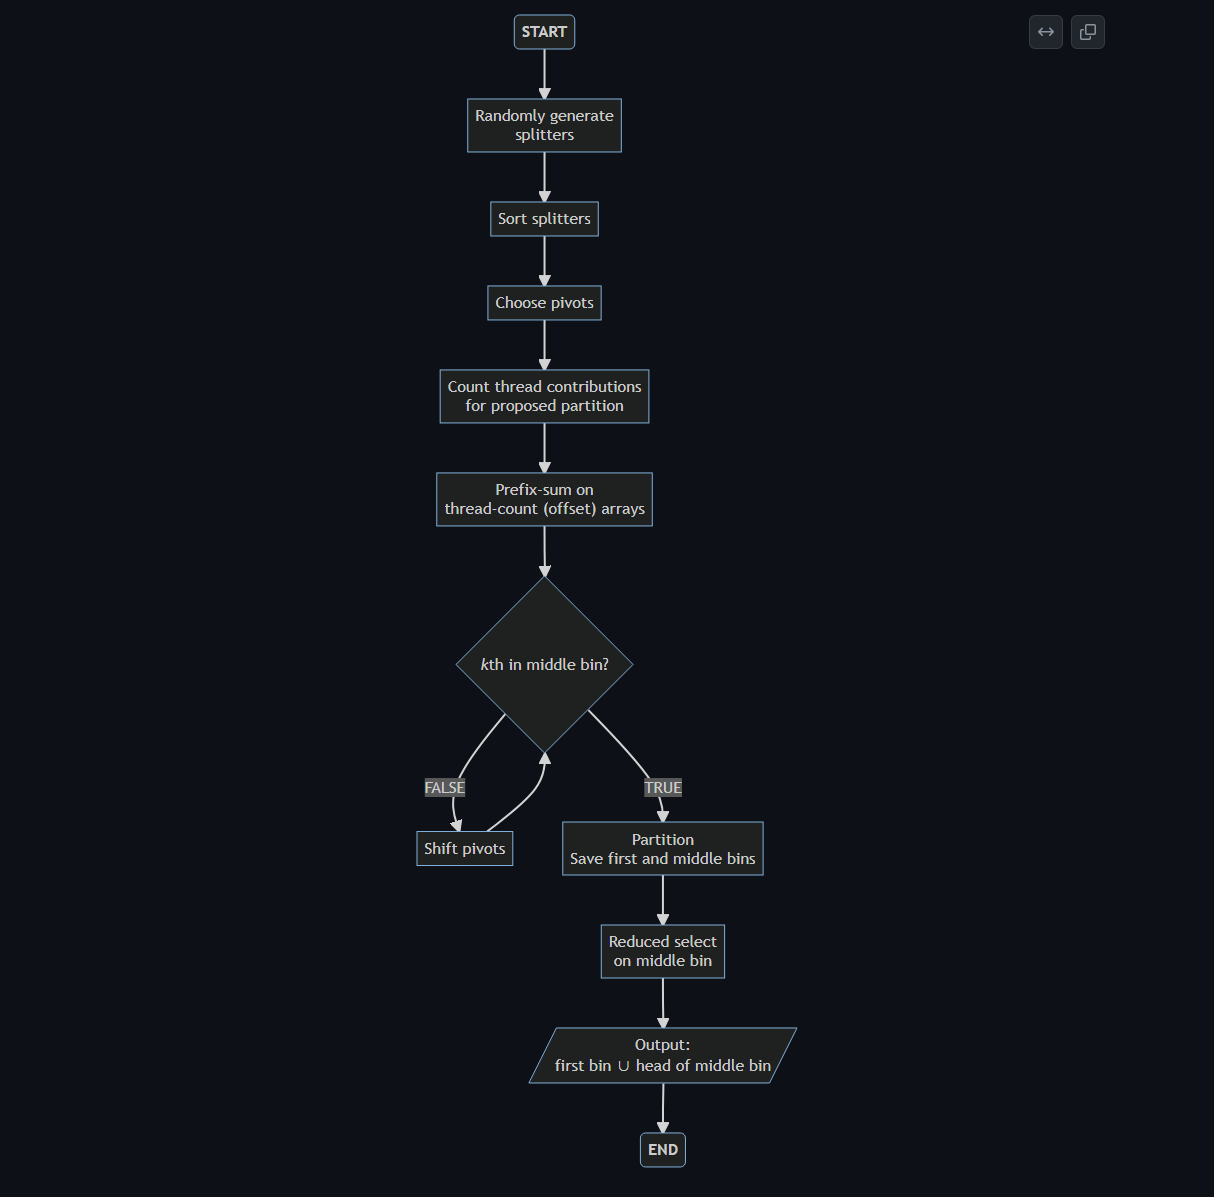 START
Randomly generate
splitters
Sort splitters
Choose pivots
Count thread contributions
for proposed partition
Prefix-sum on
thread-count (offset) arrays
kth in middle bin?
FALSE
TRUE
Shift pivots
Partition
Save first and middle bins
Reduced select
on middle bin
Output:
first bin ∪ head of middle bin
END